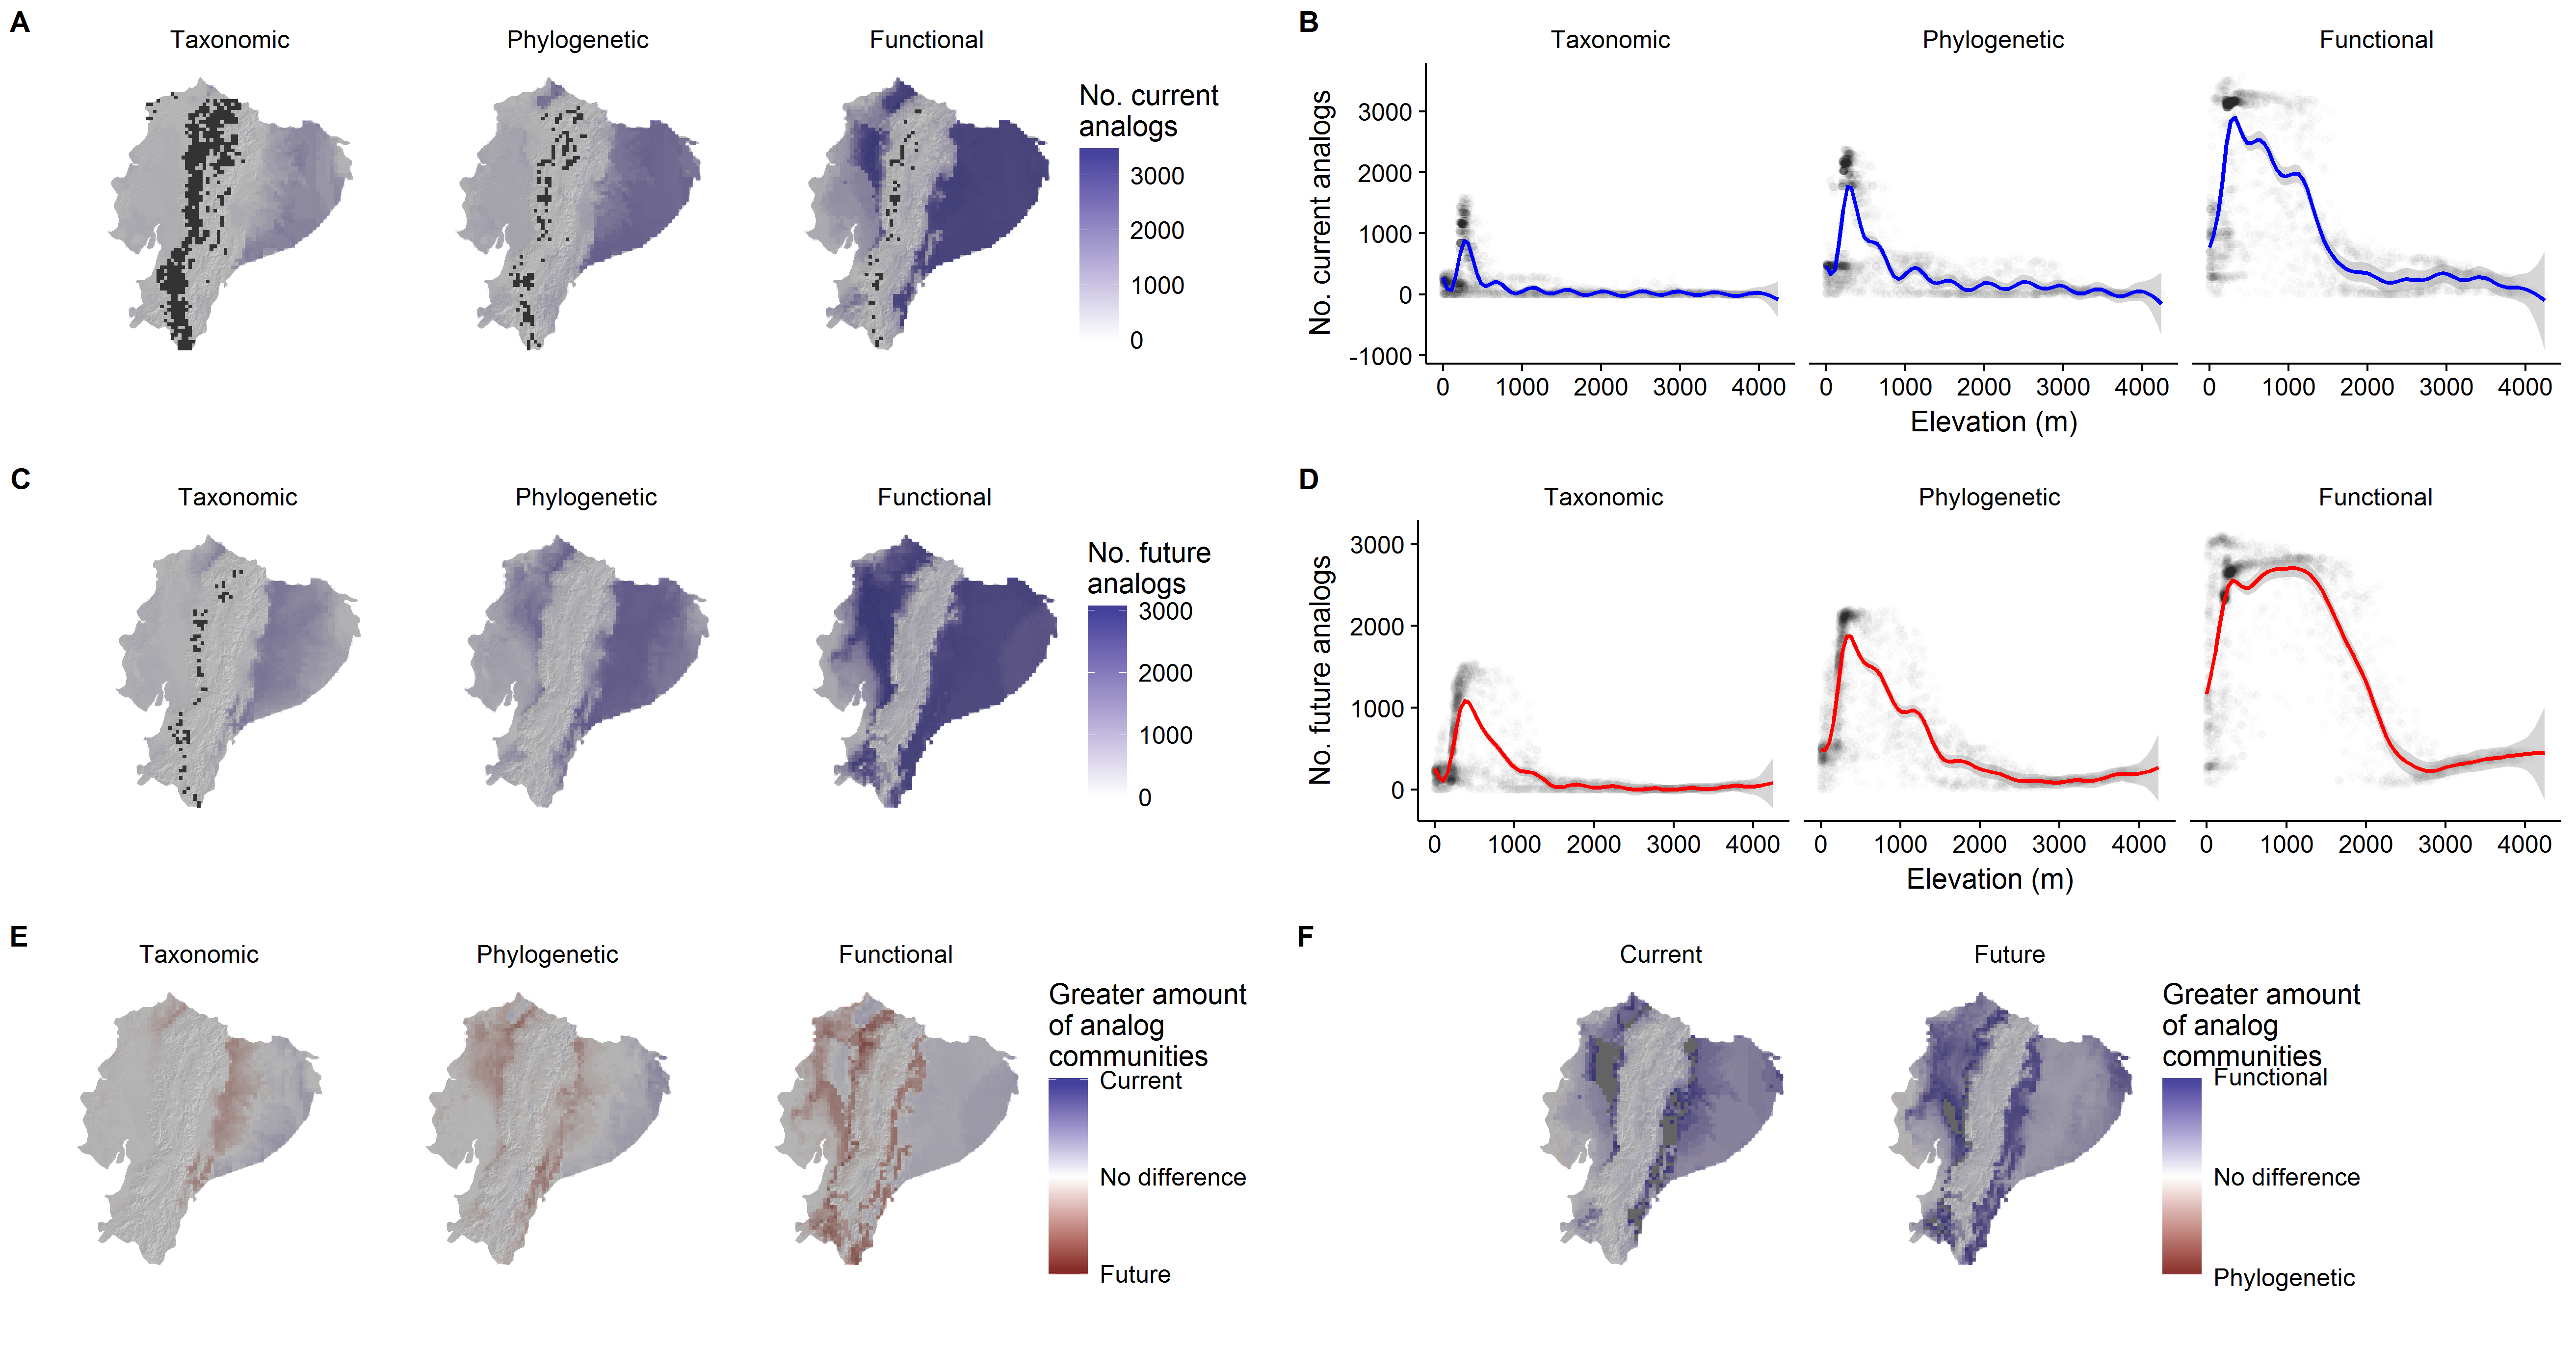 A
Taxonomic
Phylogenetic
Functional
No. current
analogs
3000
2000
1000
0
B
Taxonomic
Phylogenetic
Functional
No. current analogs
3000
2000
1000
0
-1000
0 1000 2000 3000 4000
0 1000 2000 3000 4000
0 1000 2000 3000 4000
Elevation (m)
C
Taxonomic
Phylogenetic
Functional
No. future
analogs
3000
2000
1000
0
D
Taxonomic
Phylogenetic
Functional
No. future analogs
3000
2000
1000
0
0 1000 2000 3000 4000
0 1000 2000 3000 4000
0 1000 2000 3000 4000
Elevation (m)
E
Taxonomic
Phylogenetic
Functional
Greater amount
of analog
communities
Current
No difference
Future
F
Current
Future
Greater amount
of analog
communities
Functional
No difference
Phylogenetic